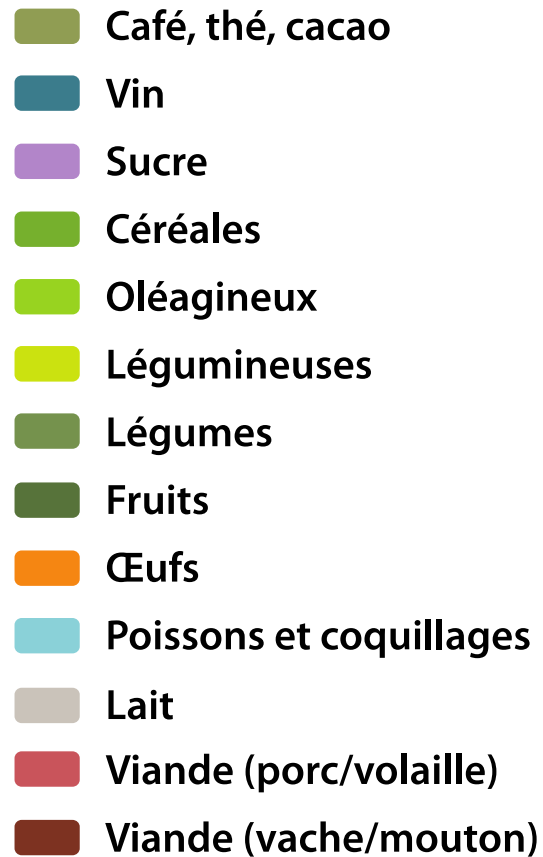 Café, thé, cacao
Vin
Sucre
Céréales
Oléagineux
Légumineuses
Légumes
Fruits
Œufs
Poissons et coquillages
Lait
Viande (porc/volaille)
Viande (vache/mouton)